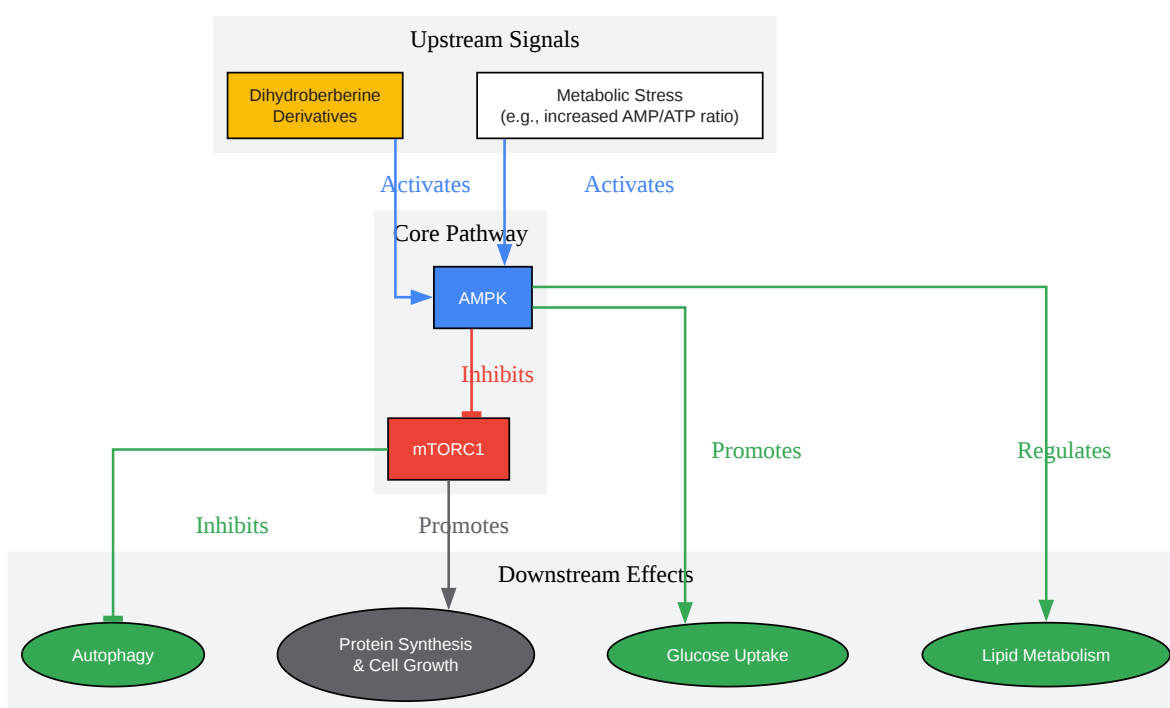 Upstream Signals
Dihydroberberine
Derivatives
Metabolic Stress
(e.g., increased AMP/ATP ratio)
Activates
Activates
Core Pathway
AMPK
Inhibits
mTORC1
Promotes
Regulates
Inhibits
Promotes
Downstream Effects
Autophagy
Protein Synthesis
& Cell Growth
Glucose Uptake
Lipid Metabolism